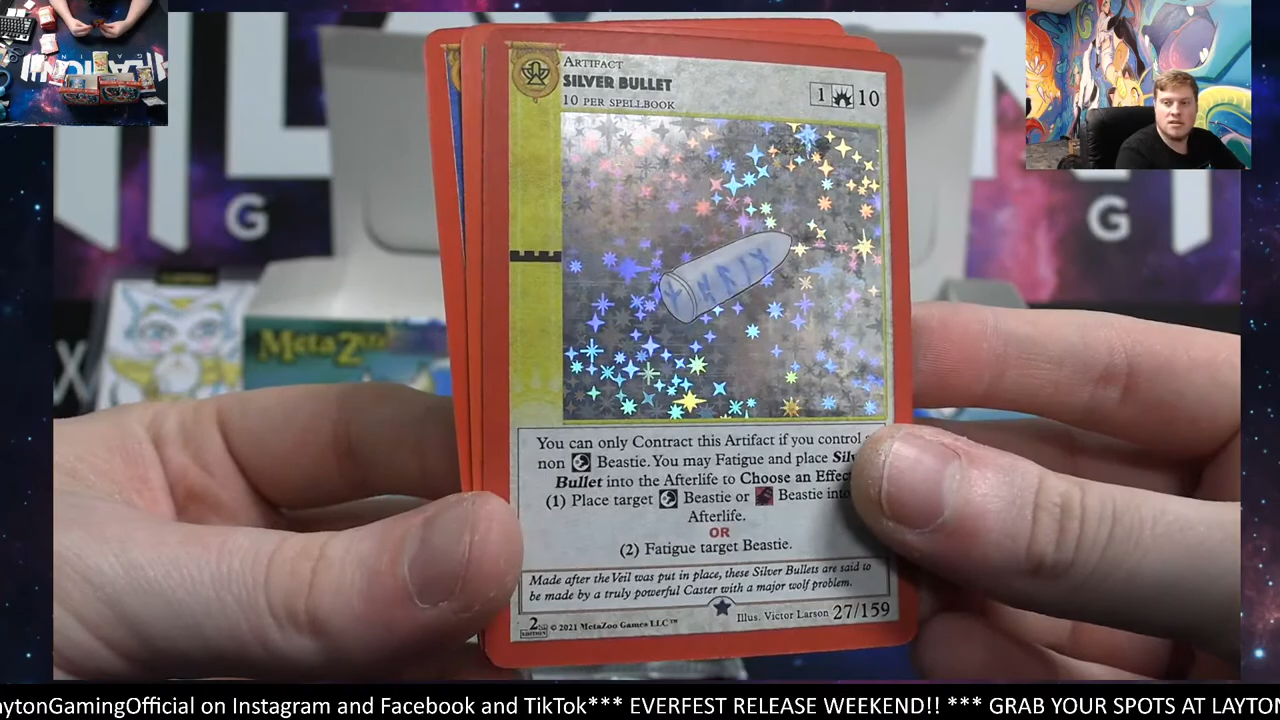 ARTIFACT
SILVER BULLET
10 PER SPELLBOOK
1 10
G
G
MetaZoo
You can only Contract this Artifact if you control
non Beastie. You may Fatigue and place
Bullet into the Afterlife to Choose an Effect
(1) Place target Beastie or Beastie into
Afterlife.
OR
(2) Fatigue target Beastie.
Made after the Veil was put in place, these Silver Bullets are said to
be made by a truly powerful Caster with a major wolf problem.
2ND EDITION © 2021 MetaZoo Games LLC™ Illus. Victor Larson 27/159
aytonGamingOfficial on Instagram and Facebook and TikTok*** EVERFEST RELEASE WEEKEND!! *** GRAB YOUR SPOTS AT LAYTON